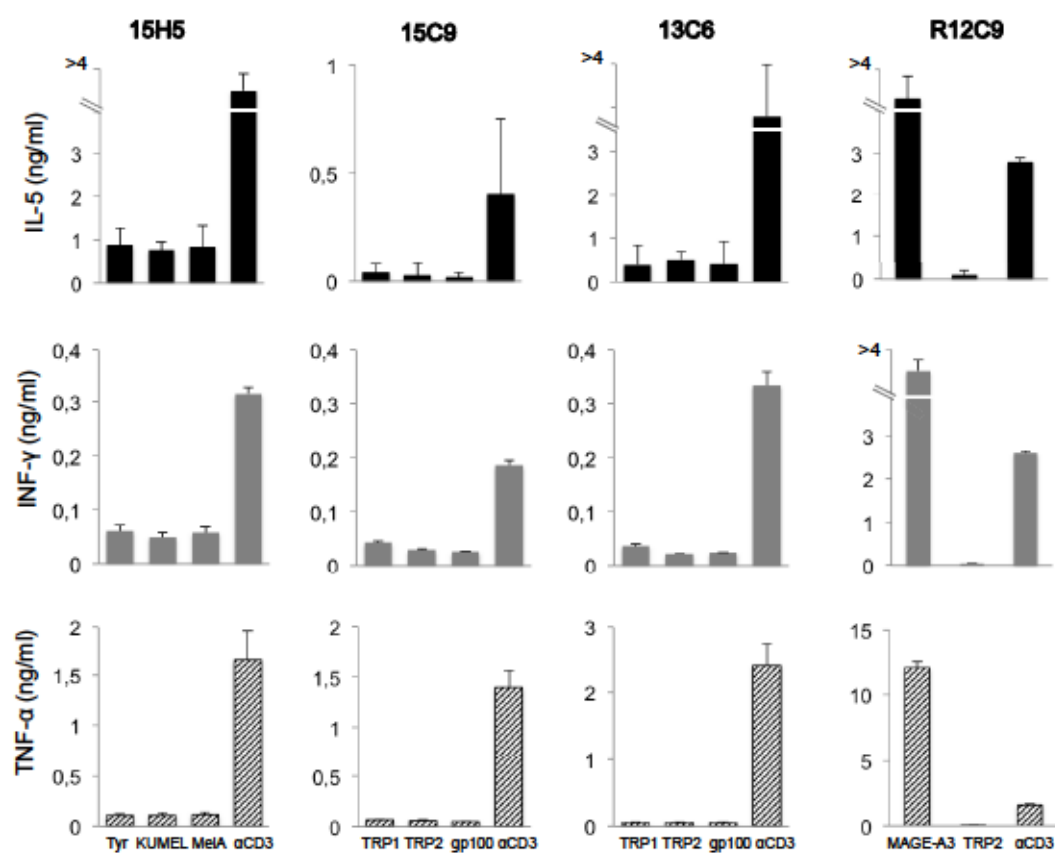 15H5 15C9 13C6 R12C9
IL-5 (ng/ml)
>4 3 2 1 0
1 0,5 0
>4 3 3 2 2 1 1 0
>4 3 2 1 0
INF-γ (ng/ml)
0,4 0,3 0,2 0,1 0
0,4 0,3 0,2 0,1 0
0,4 0,3 0,2 0,1 0
>4 3 2 1 0
TNF-α (ng/ml)
2 1,5 1 0,5 0
2 1,5 1 0,5 0
3 2 1 0
15 10 5 0
Tyr KUMEL MelA αCD3 TRP1 TRP2 gp100 αCD3 TRP1 TRP2 gp100 αCD3 MAGE-A3 TRP2 αCD3